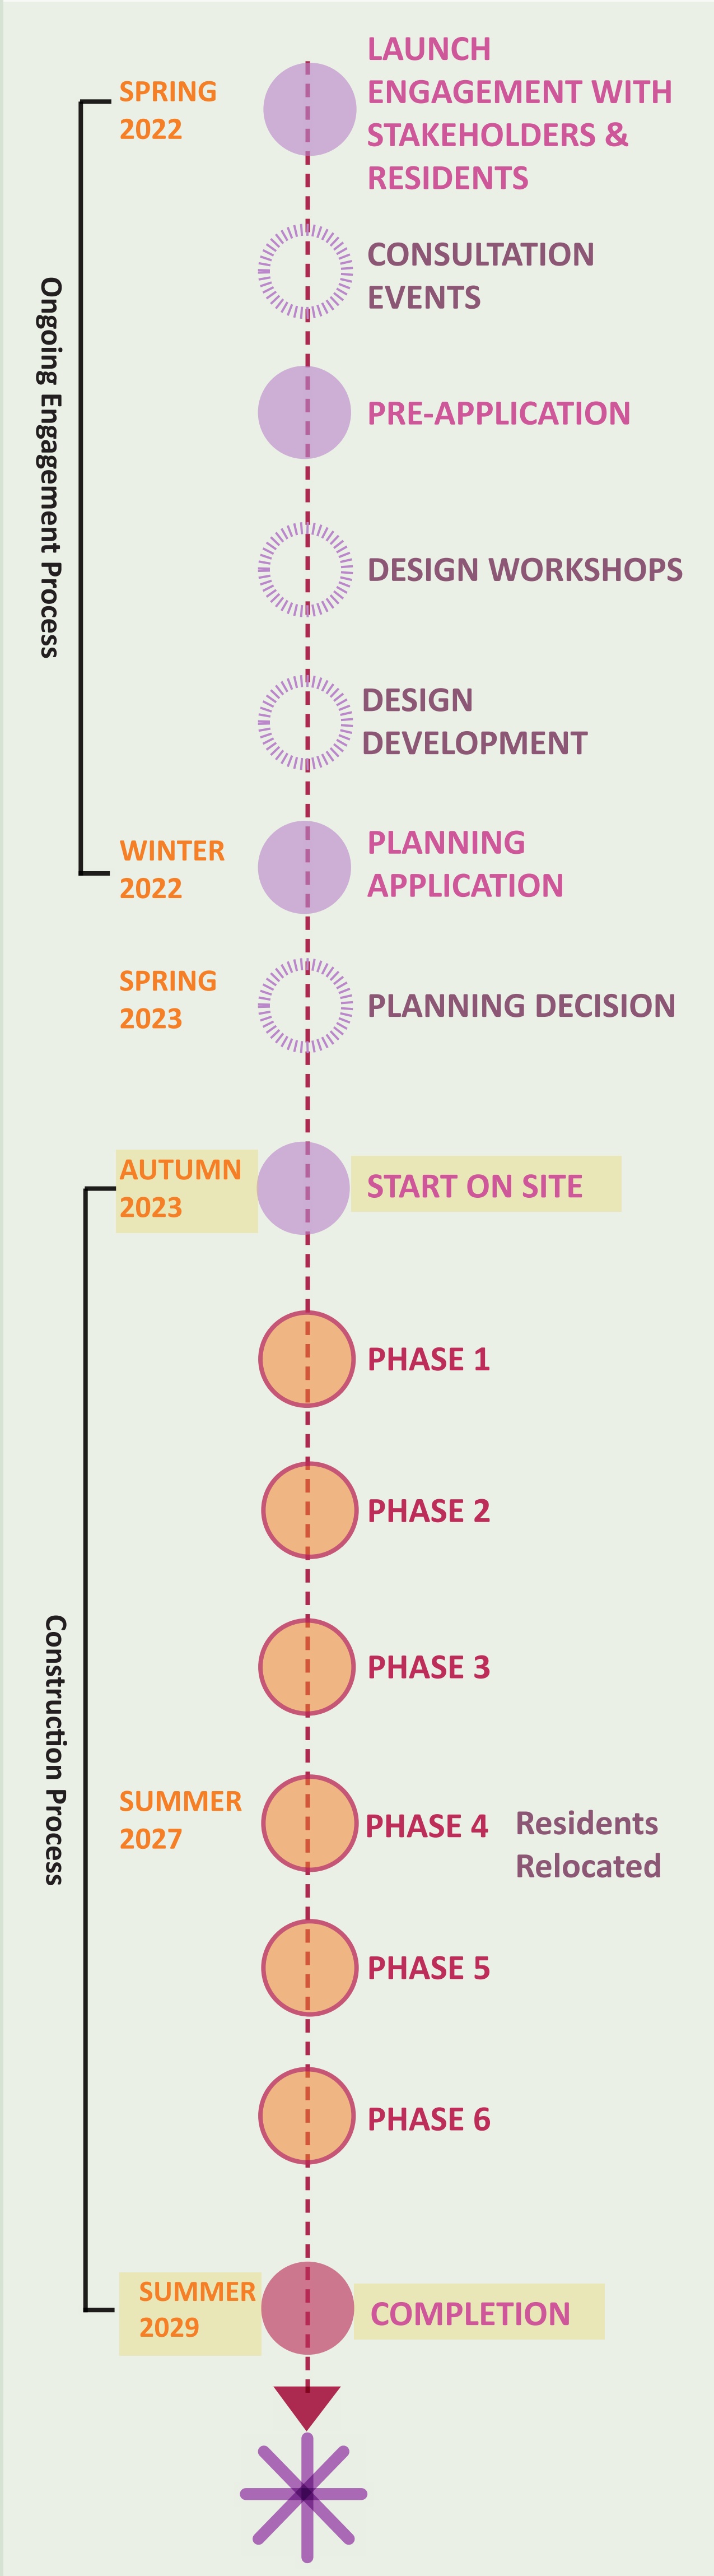 SPRING
2022
LAUNCH
ENGAGEMENT WITH
STAKEHOLDERS &
RESIDENTS
Ongoing Engagement Process
CONSULTATION
EVENTS
PRE-APPLICATION
DESIGN WORKSHOPS
DESIGN
DEVELOPMENT
WINTER
2022
PLANNING
APPLICATION
SPRING
2023
PLANNING DECISION
AUTUMN
2023
START ON SITE
Construction Process
PHASE 1
PHASE 2
PHASE 3
SUMMER
2027
PHASE 4
Residents
Relocated
PHASE 5
PHASE 6
SUMMER
2029
COMPLETION